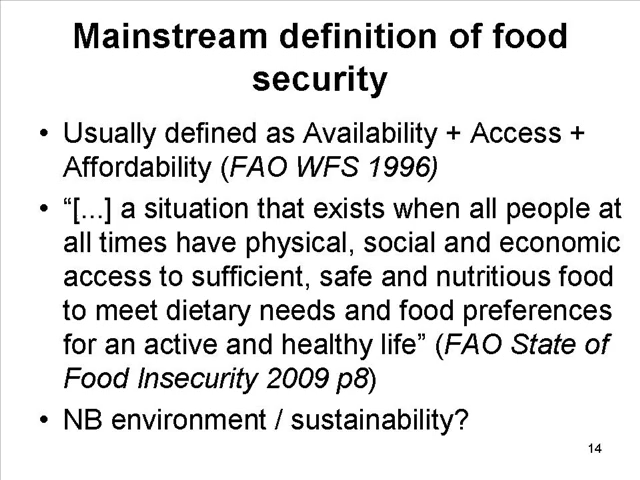 Mainstream definition of food
security
• Usually defined as Availability + Access +
Affordability (FAO WFS 1996)
• “[...] a situation that exists when all people at
all times have physical, social and economic
access to sufficient, safe and nutritious food
to meet dietary needs and food preferences
for an active and healthy life” (FAO State of
Food Insecurity 2009 p8)
• NB environment / sustainability?
14